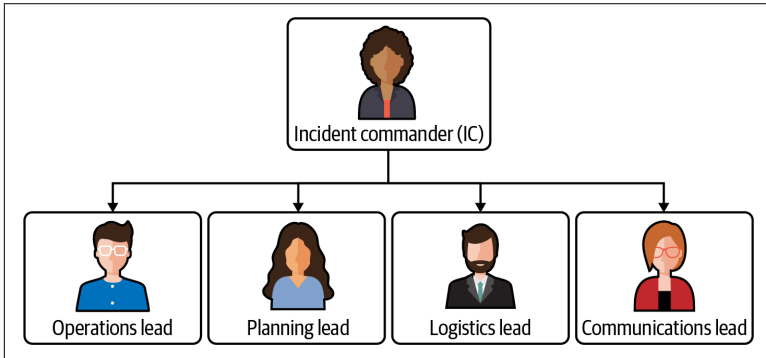 Incident commander (IC)
Operations lead
Planning lead
Logistics lead
Communications lead